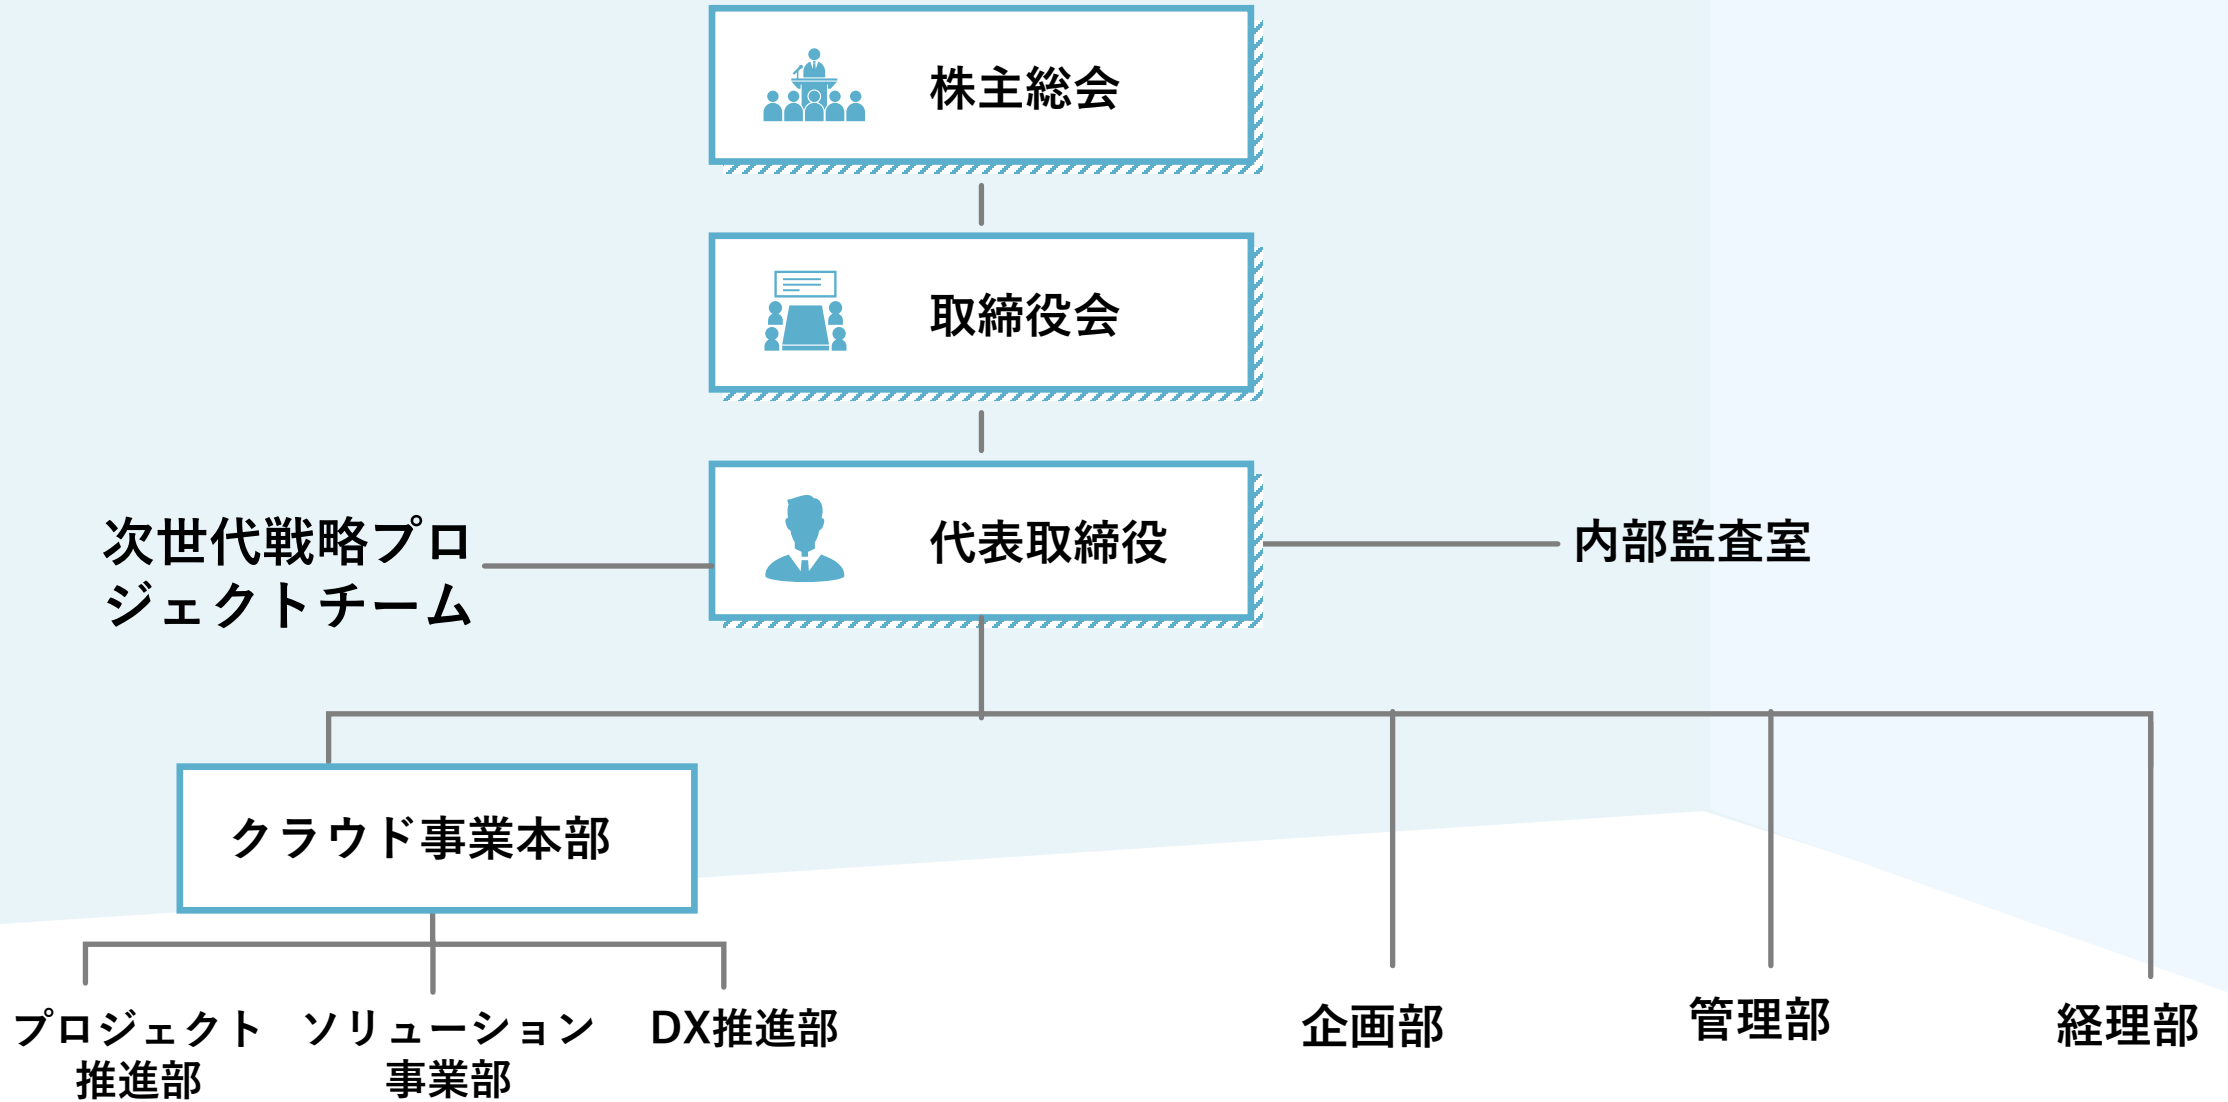 株主総会
取締役会
代表取締役
次世代戦略プロ
ジェクトチーム
内部監査室
クラウド事業本部
プロジェクト
推進部
ソリューション
事業部
DX推進部
企画部
管理部
経理部